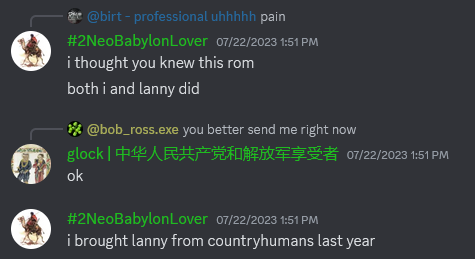 @birt - professional uhhhhh pain
#2NeoBabylonLover 07/22/2023 1:51 PM
i thought you knew this rom
both i and lanny did
@bob_ross.exe you better send me right now
glock | 中华人民共产党和解放军享受者 07/22/2023 1:51 PM
ok
#2NeoBabylonLover 07/22/2023 1:51 PM
i brought lanny from countryhumans last year